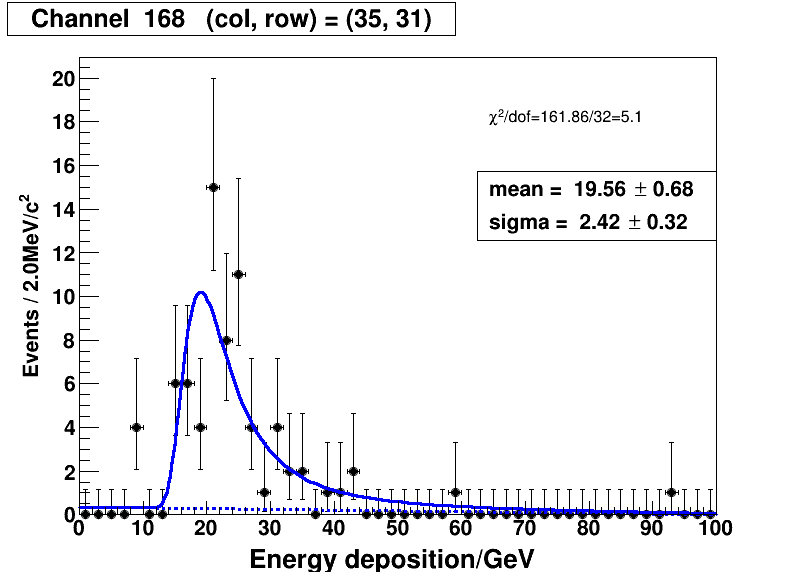 Channel 168 (col, row) = (35, 31)
χ²/dof=161.86/32=5.1
mean = 19.56 ± 0.68
sigma = 2.42 ± 0.32
Events / 2.0MeV/c²
20
18
16
14
12
10
8
6
4
2
0
0 10 20 30 40 50 60 70 80 90 100
Energy deposition/GeV